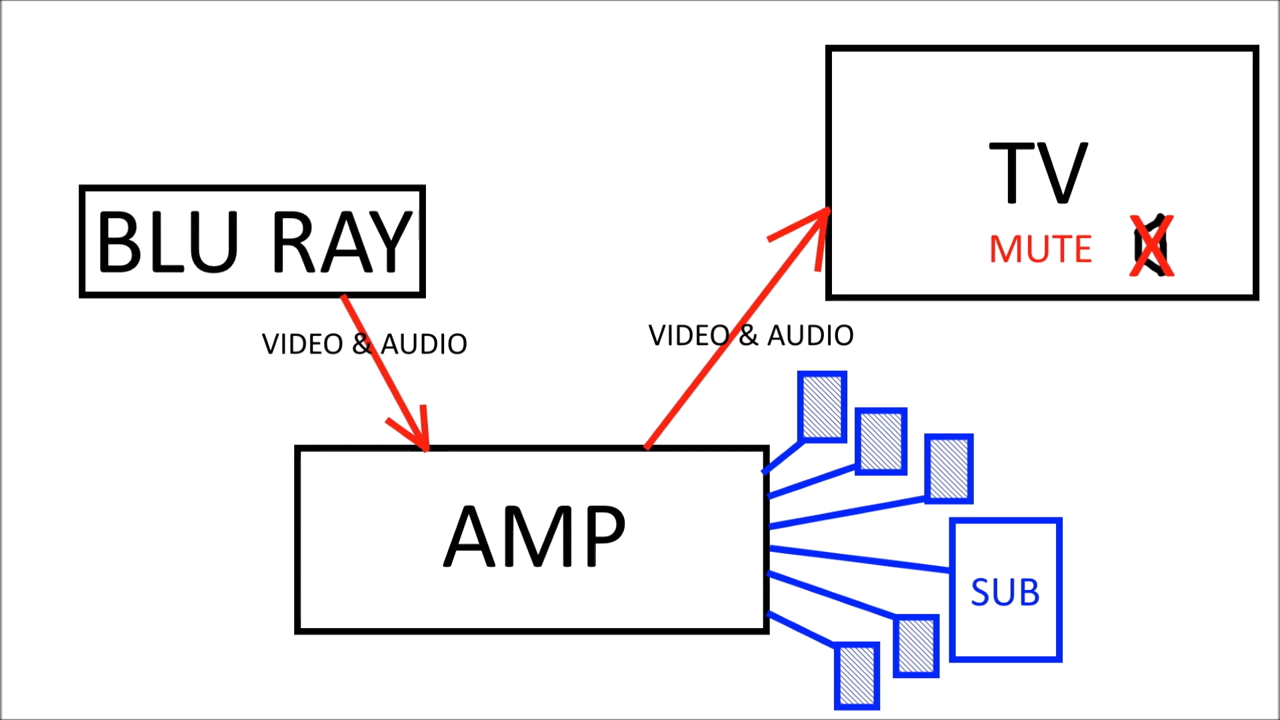 TV
BLU RAY
MUTE
VIDEO & AUDIO
VIDEO & AUDIO
AMP
SUB